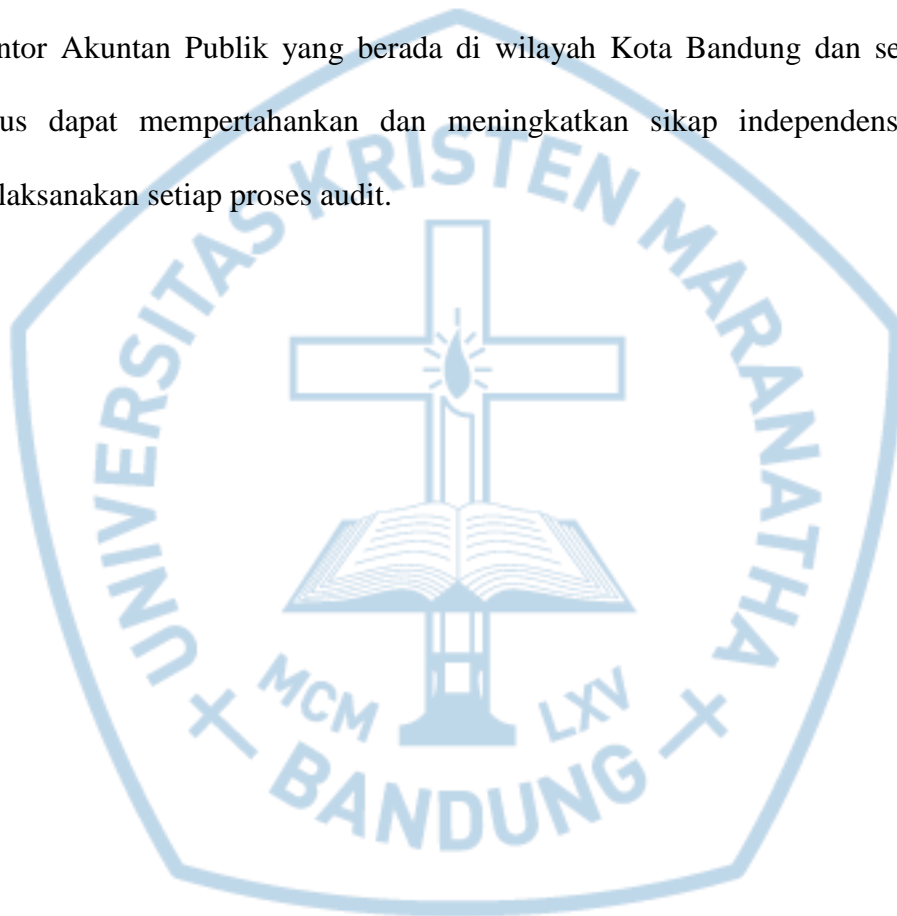 ntor Akuntan Publik yang berada di wilayah Kota Bandung dan se
us dapat mempertahankan dan meningkatkan sikap independens
laksanakan setiap proses audit.
UNIVERSITAS KRISTEN MARANATHA
MCM LXV
BANDUNG